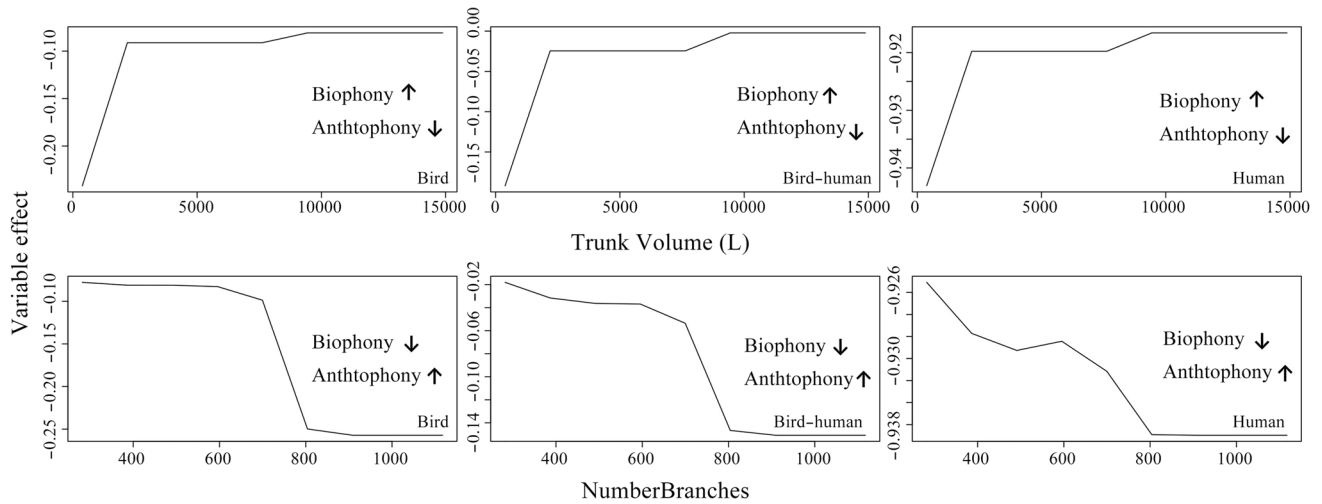 Variable effect
-0.10
-0.15
-0.20
Biophony ↑
Anthtophony ↓
Bird
0 5000 10000 15000
0.00
-0.05
-0.10
-0.15
Biophony ↑
Anthtophony ↓
Bird-human
0 5000 10000 15000
-0.92
-0.93
-0.94
Biophony ↑
Anthtophony ↓
Human
0 5000 10000 15000
Trunk Volume (L)
-0.10
-0.15
-0.20
-0.25
Biophony ↓
Anthtophony ↑
Bird
400 600 800 1000
-0.02
-0.06
-0.10
-0.14
Biophony ↓
Anthtophony ↑
Bird-human
400 600 800 1000
-0.926
-0.930
-0.938
Biophony ↓
Anthtophony ↑
Human
400 600 800 1000
NumberBranches